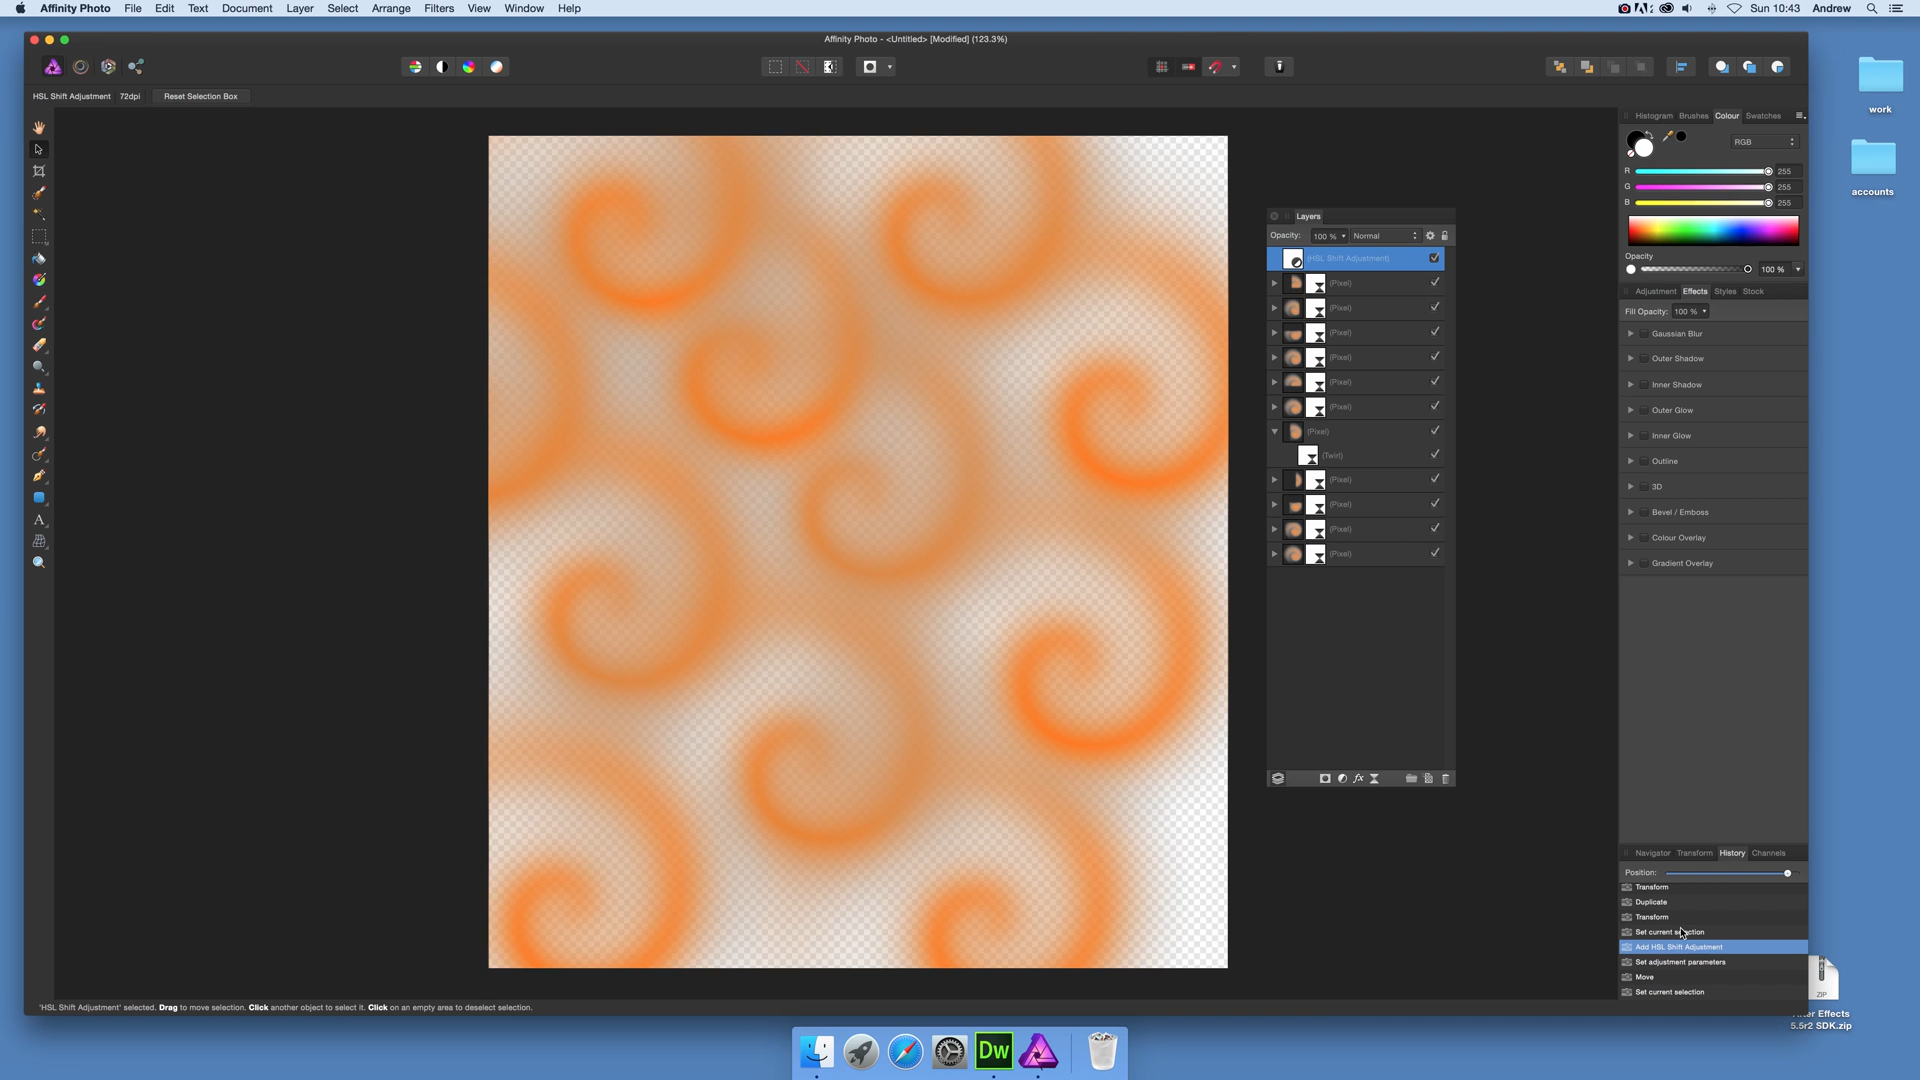 Affinity Photo File Edit Text Document Layer Select Arrange Filters View Window Help Sun 10:43 Andrew
Affinity Photo - <Untitled> [Modified] (123.3%)
HSL Shift Adjustment 72dpi Reset Selection Box
work
accounts
Histogram Brushes Colour Swatches
RGB
R 255
G 255
B 255
Opacity
100 %
Adjustment Effects Styles Stock
Fill Opacity: 100 %
Gaussian Blur
Outer Shadow
Inner Shadow
Outer Glow
Inner Glow
Outline
3D
Bevel / Emboss
Colour Overlay
Gradient Overlay
Layers
Opacity: 100 % Normal
(HSL Shift Adjustment)
(Pixel)
(Pixel)
(Pixel)
(Pixel)
(Pixel)
(Pixel)
(Pixel)
(Twirl)
(Pixel)
(Pixel)
(Pixel)
(Pixel)
fx
Navigator Transform History Channels
Position:
Transform
Duplicate
Transform
Set current selection
Add HSL Shift Adjustment
Set adjustment parameters
Move
Set current selection
ZIP
After Effects
5.5r2 SDK.zip
'HSL Shift Adjustment' selected. Drag to move selection. Click another object to select it. Click on an empty area to deselect selection.
Dw